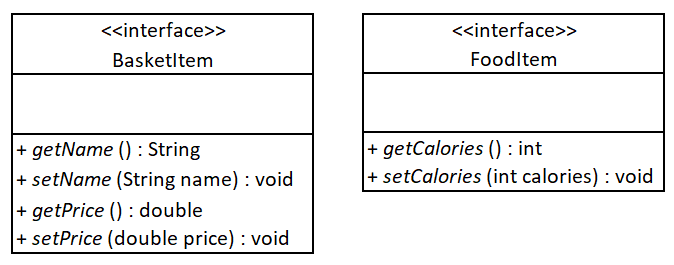 <<interface>>
BasketItem
+ getName () : String
+ setName (String name) : void
+ getPrice () : double
+ setPrice (double price) : void
<<interface>>
FoodItem
+ getCalories () : int
+ setCalories (int calories) : void